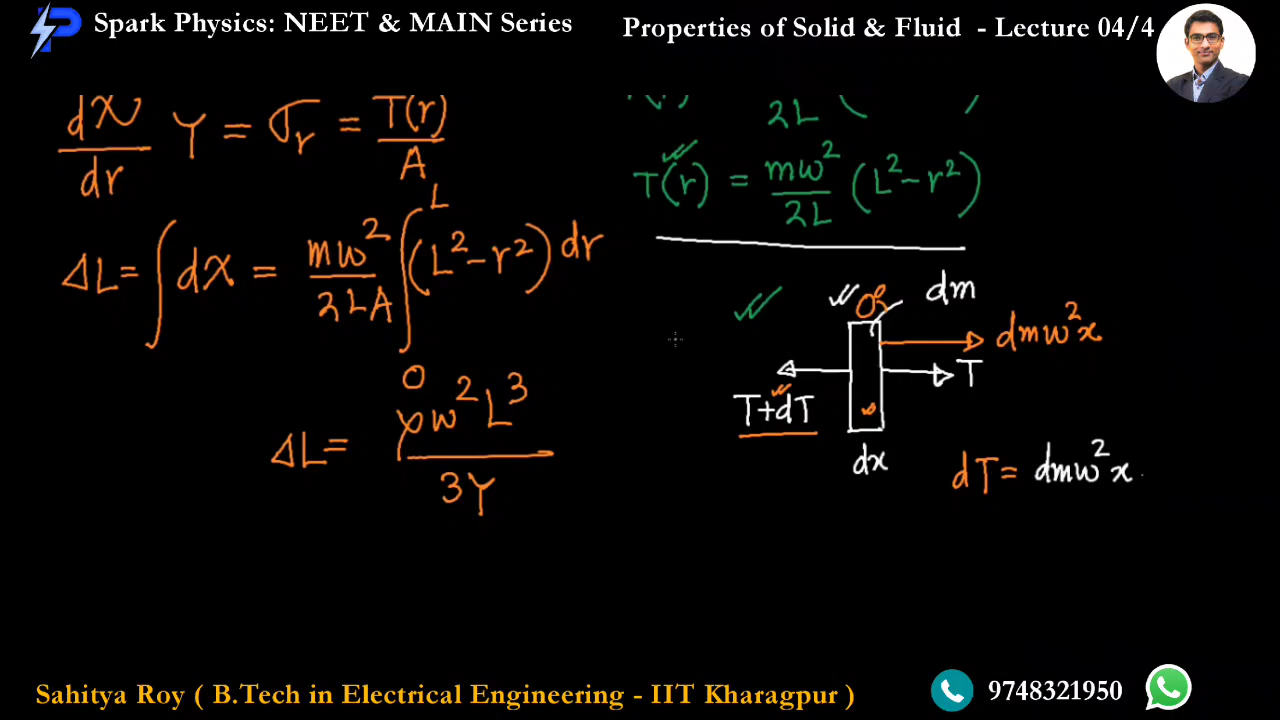 Spark Physics: NEET & MAIN Series
Properties of Solid & Fluid - Lecture 04/4
dX/dr Y = σr = T(r)/A
ΔL = ∫dX = mω²/2LA ∫₀ᴸ (L² - r²) dr
ΔL = ρω²L³/3Y
2L ( )
T(r) = mω²/2L (L² - r²)
dm
dmω²x
T
T+dT
dx
dT = dmω²x
Sahitya Roy ( B.Tech in Electrical Engineering - IIT Kharagpur )
9748321950